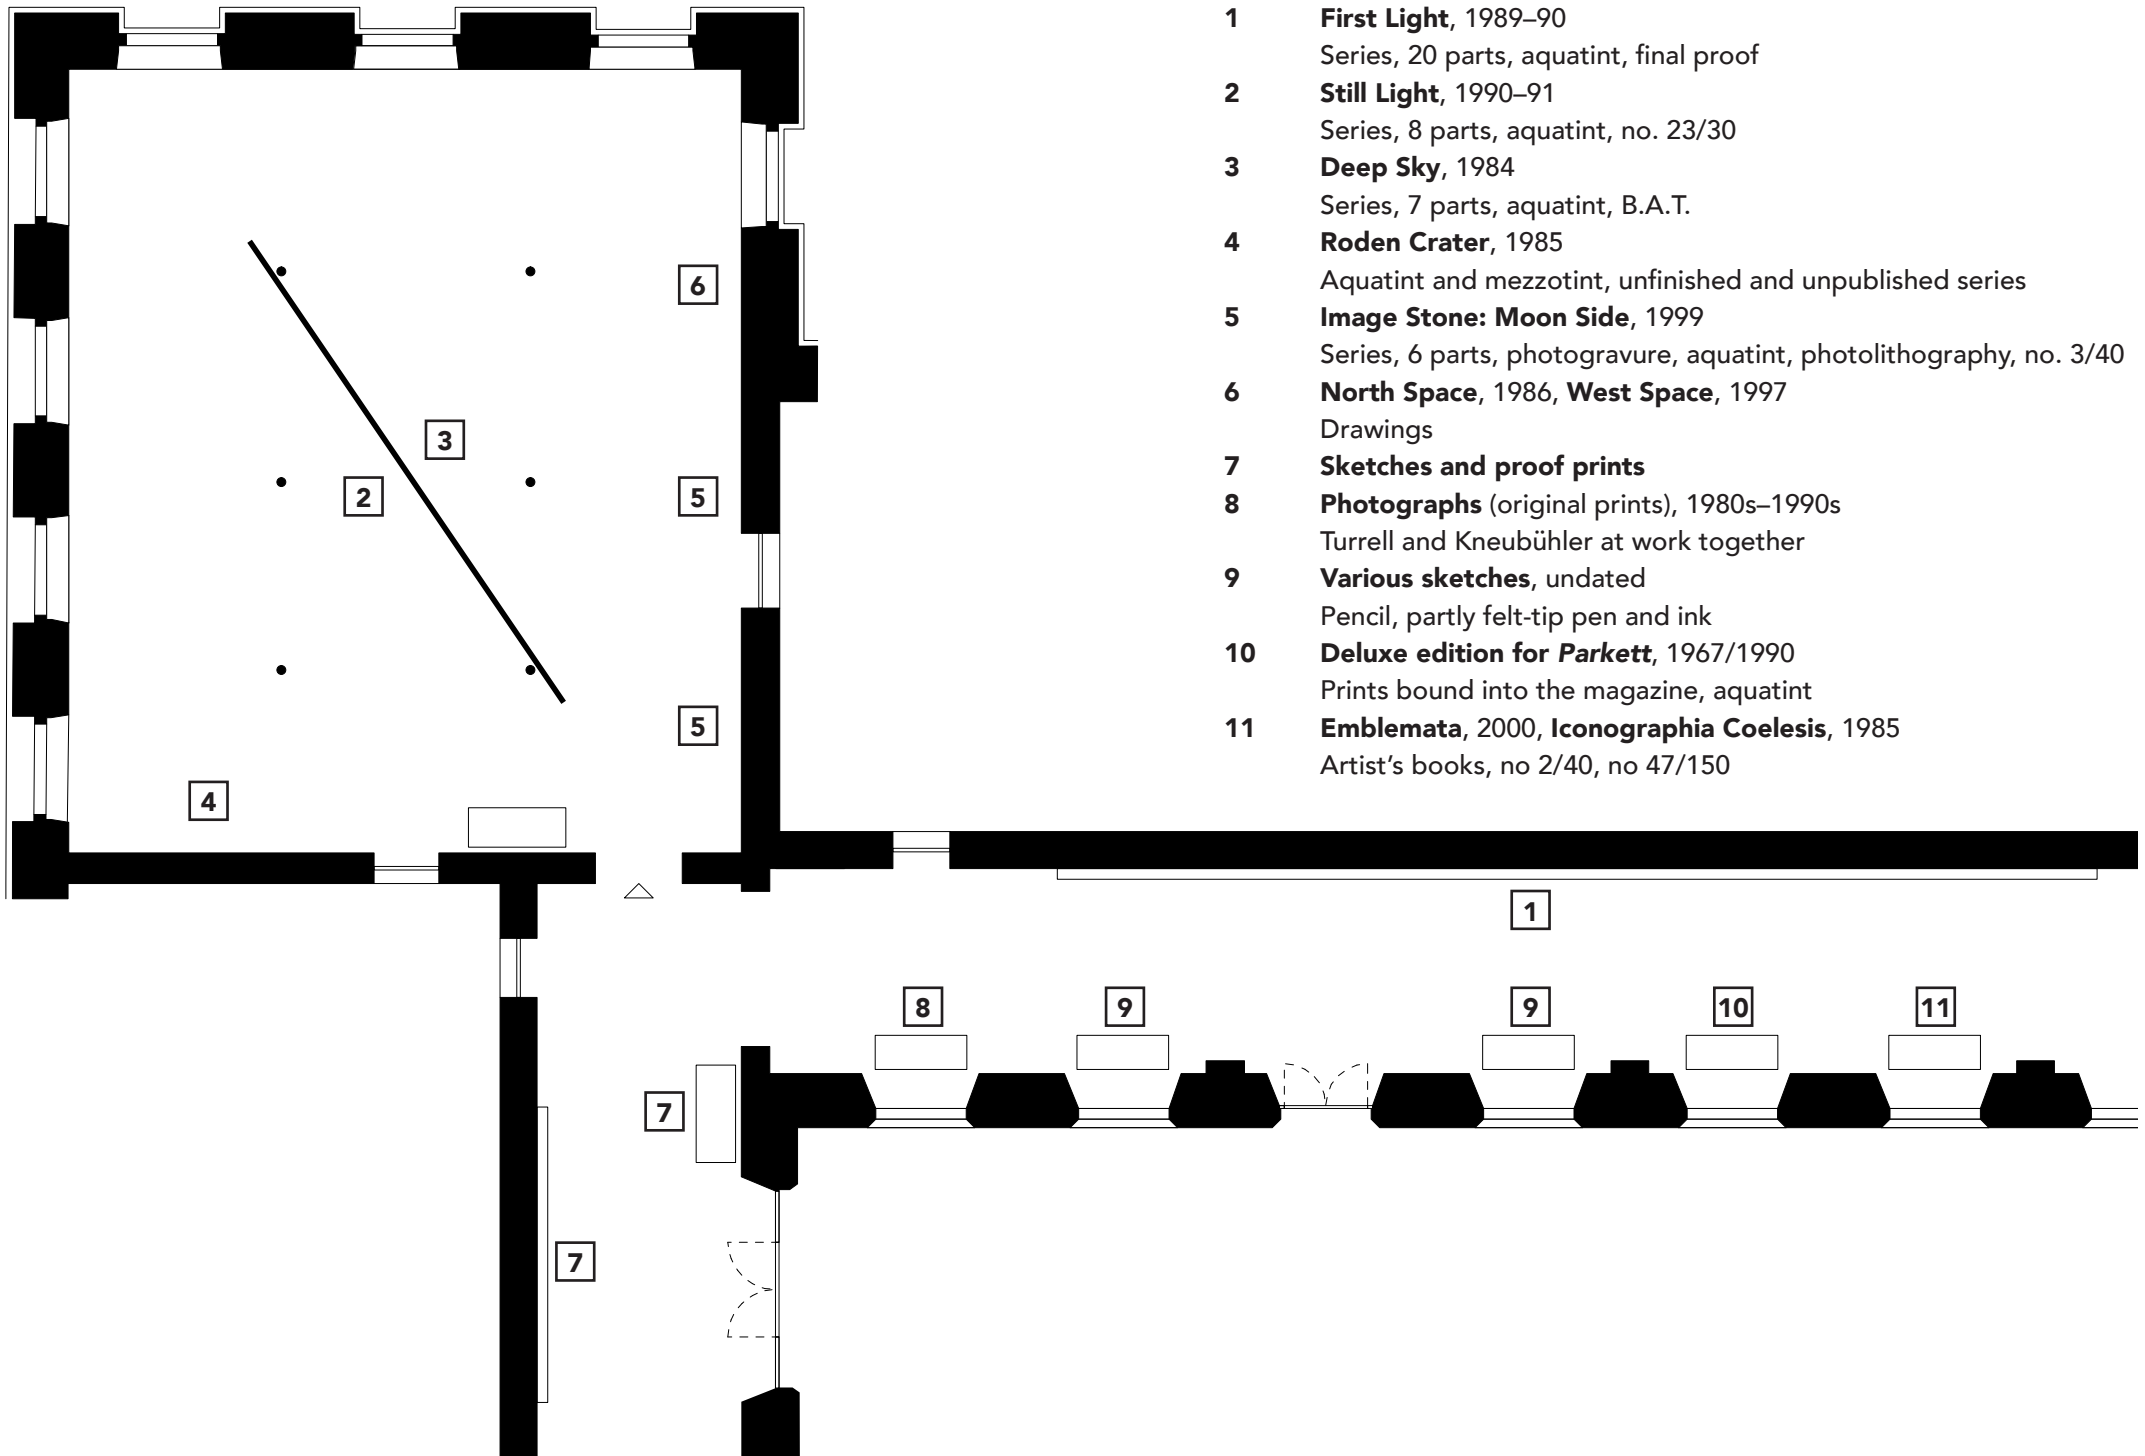 1 First Light, 1989–90
Series, 20 parts, aquatint, final proof
2 Still Light, 1990–91
Series, 8 parts, aquatint, no. 23/30
3 Deep Sky, 1984
Series, 7 parts, aquatint, B.A.T.
4 Roden Crater, 1985
Aquatint and mezzotint, unfinished and unpublished series
5 Image Stone: Moon Side, 1999
Series, 6 parts, photogravure, aquatint, photolithography, no. 3/40
6 North Space, 1986, West Space, 1997
Drawings
7 Sketches and proof prints
8 Photographs (original prints), 1980s–1990s
Turrell and Kneubühler at work together
9 Various sketches, undated
Pencil, partly felt-tip pen and ink
10 Deluxe edition for Parkett, 1967/1990
Prints bound into the magazine, aquatint
11 Emblemata, 2000, Iconographia Coelesis, 1985
Artist’s books, no 2/40, no 47/150
6
3
2
5
5
4
1
8
9
9
10
11
7
7